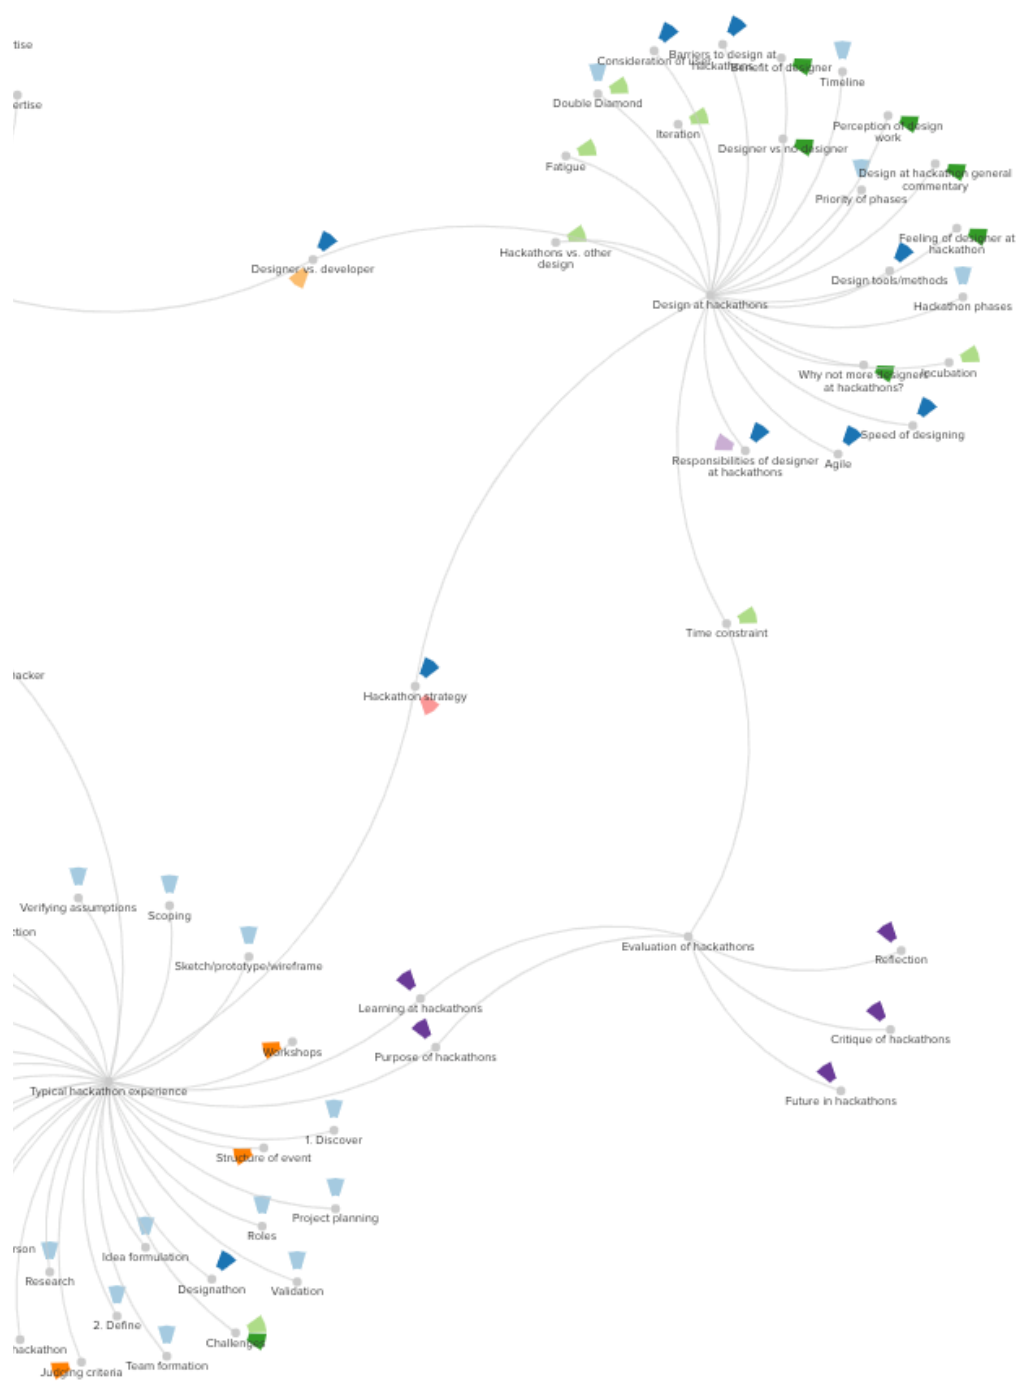 tise
Consideration of user
Barriers to design at
hackathons
Benefit of designer
Timeline
ertise
Double Diamond
Iteration
Perception of design
work
Designer vs no designer
Fatigue
Design at hackathon general
commentary
Priority of phases
Feeling of designer at
hackathon
Hackathons vs. other
design
Designer vs. developer
Design tools/methods
Design at hackathons
Hackathon phases
Why not more designers
at hackathons?
Incubation
Speed of designing
Responsibilities of designer
at hackathons
Agile
Time constraint
acker
Hackathon strategy
Verifying assumptions
Scoping
ction
Sketch/prototype/wireframe
Evaluation of hackathons
Reflection
Learning at hackathons
Critique of hackathons
Workshops
Purpose of hackathons
Typical hackathon experience
Future in hackathons
1. Discover
Structure of event
Project planning
Roles
rson
Idea formulation
Research
Designathon
Validation
2. Define
Challenges
hackathon
Judging criteria
Team formation